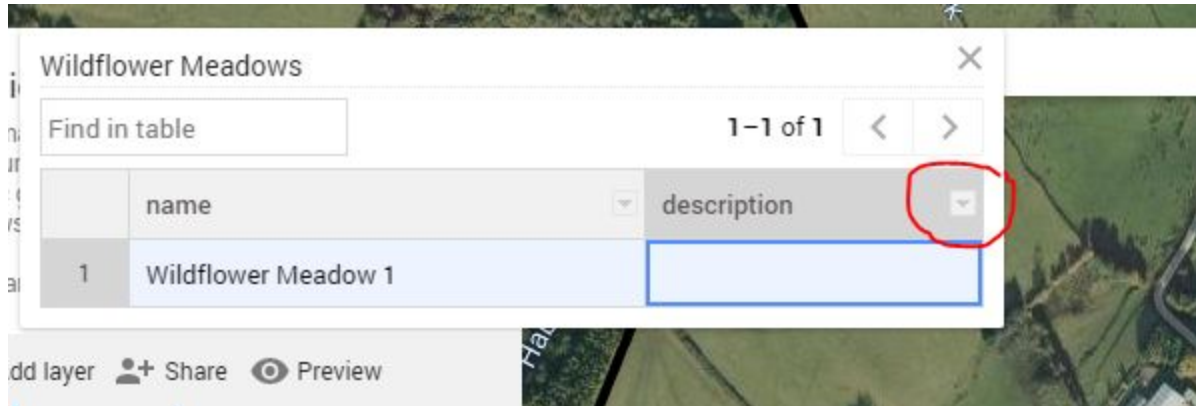 Wildflower Meadows
Find in table
1–1 of 1
name description
1 Wildflower Meadow 1
dd layer Share Preview